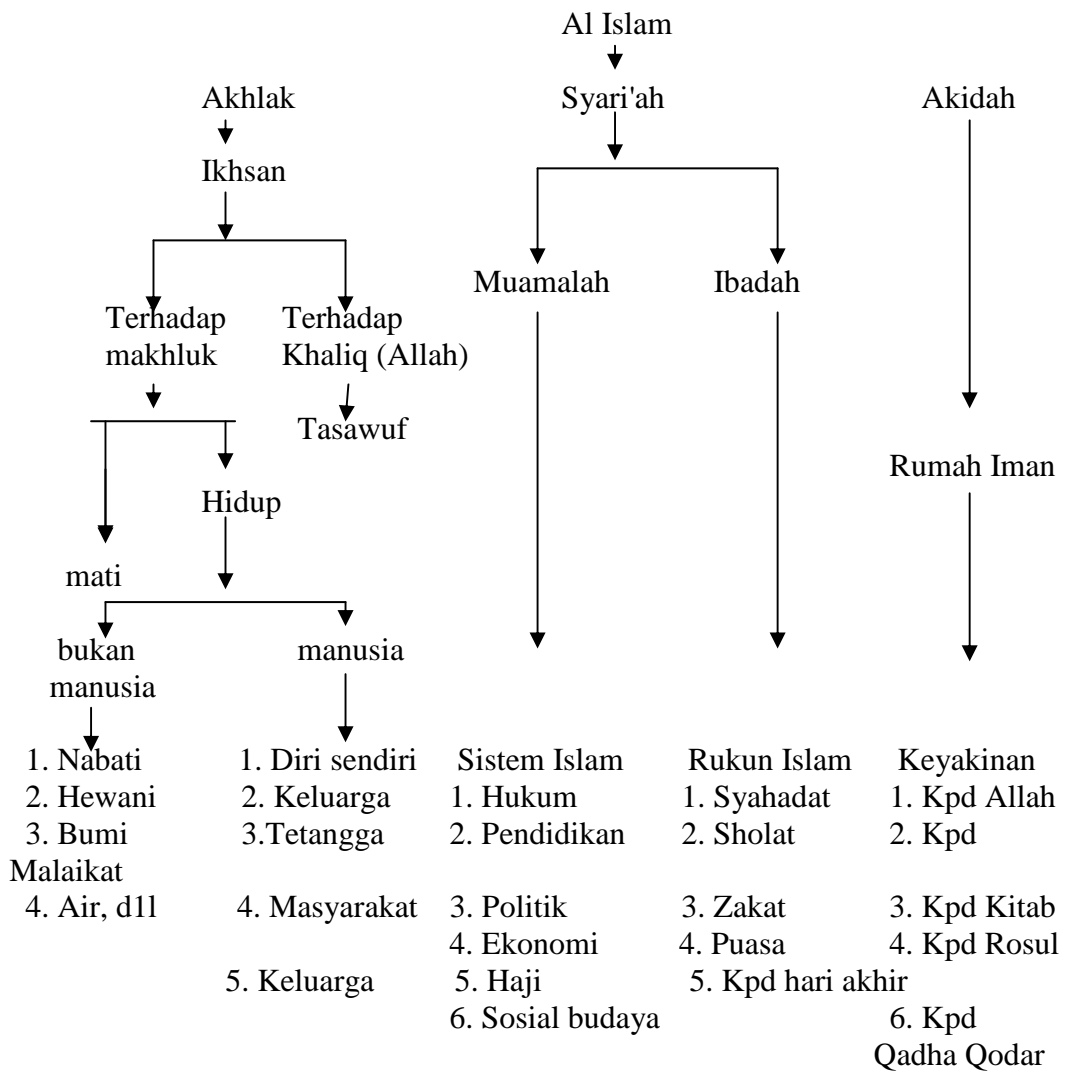 Al Islam
Akhlak Syari'ah Akidah
Ikhsan
Muamalah Ibadah
Terhadap Terhadap
makhluk Khaliq (Allah)
Tasawuf
Rumah Iman
Hidup
mati
bukan manusia
manusia
1. Nabati 1. Diri sendiri Sistem Islam Rukun Islam Keyakinan
2. Hewani 2. Keluarga 1. Hukum 1. Syahadat 1. Kpd Allah
3. Bumi 3.Tetangga 2. Pendidikan 2. Sholat 2. Kpd
Malaikat
4. Air, d1l 4. Masyarakat 3. Politik 3. Zakat 3. Kpd Kitab
4. Ekonomi 4. Puasa 4. Kpd Rosul
5. Keluarga 5. Haji 5. Kpd hari akhir
6. Sosial budaya 6. Kpd
Qadha Qodar